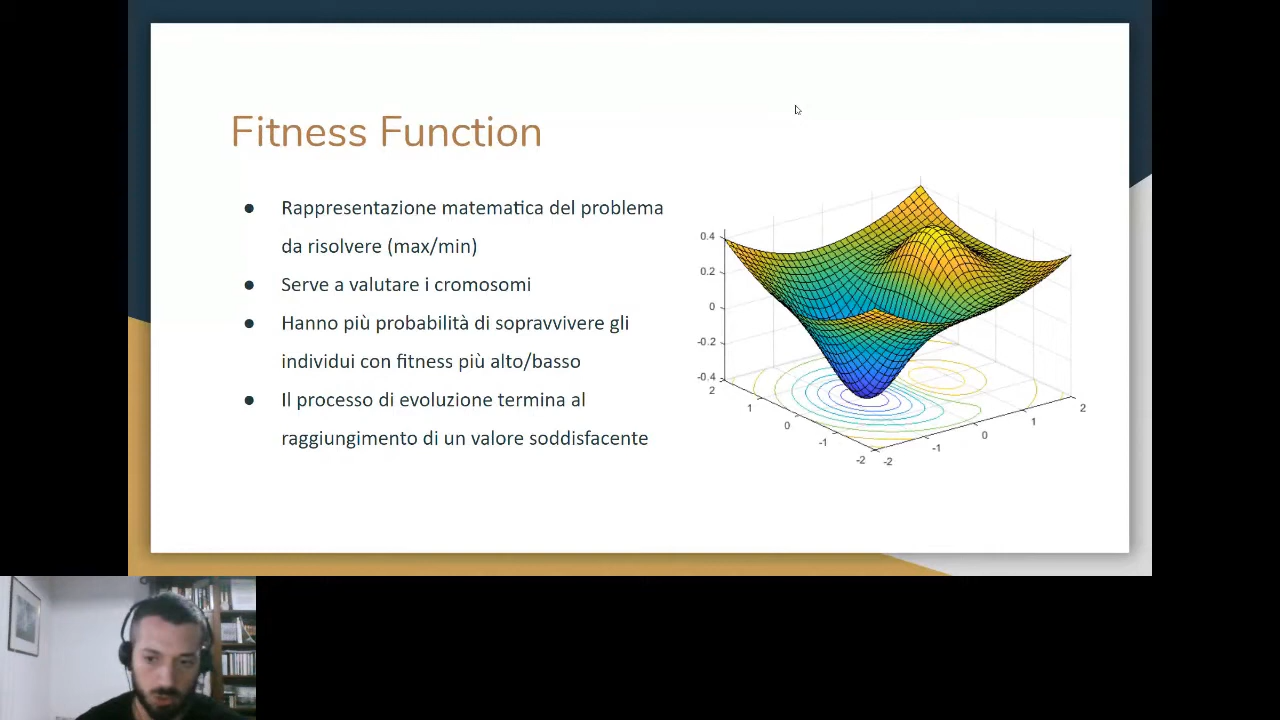 Fitness Function
● Rappresentazione matematica del problema
da risolvere (max/min)
● Serve a valutare i cromosomi
● Hanno più probabilità di sopravvivere gli
individui con fitness più alto/basso
● Il processo di evoluzione termina al
raggiungimento di un valore soddisfacente
0.4
0.2
0
-0.2
-0.4
2
1
0
-1
-2
-2
-1
0
1
2